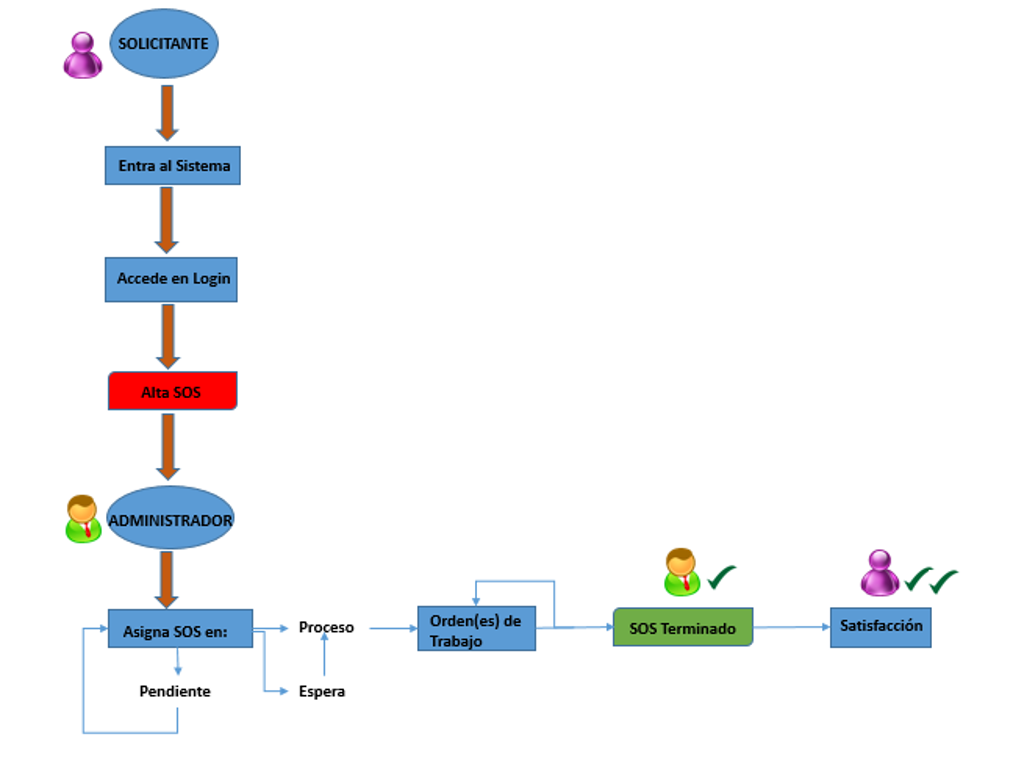 SOLICITANTE
Entra al Sistema
Accede en Login
Alta SOS
ADMINISTRADOR
Asigna SOS en:
Proceso
Orden(es) de
Trabajo
SOS Terminado
Satisfacción
Pendiente
Espera